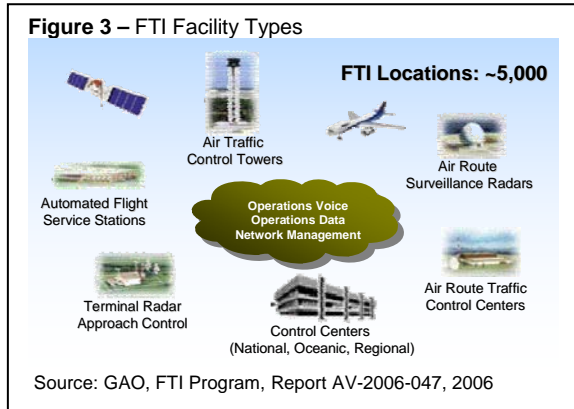 Figure 3 – FTI Facility Types
FTI Locations: ~5,000
Air Traffic
Control Towers
Air Route
Surveillance Radars
Automated Flight
Service Stations
Operations Voice
Operations Data
Network Management
Terminal Radar
Approach Control
Air Route Traffic
Control Centers
Control Centers
(National, Oceanic, Regional)
Source: GAO, FTI Program, Report AV-2006-047, 2006